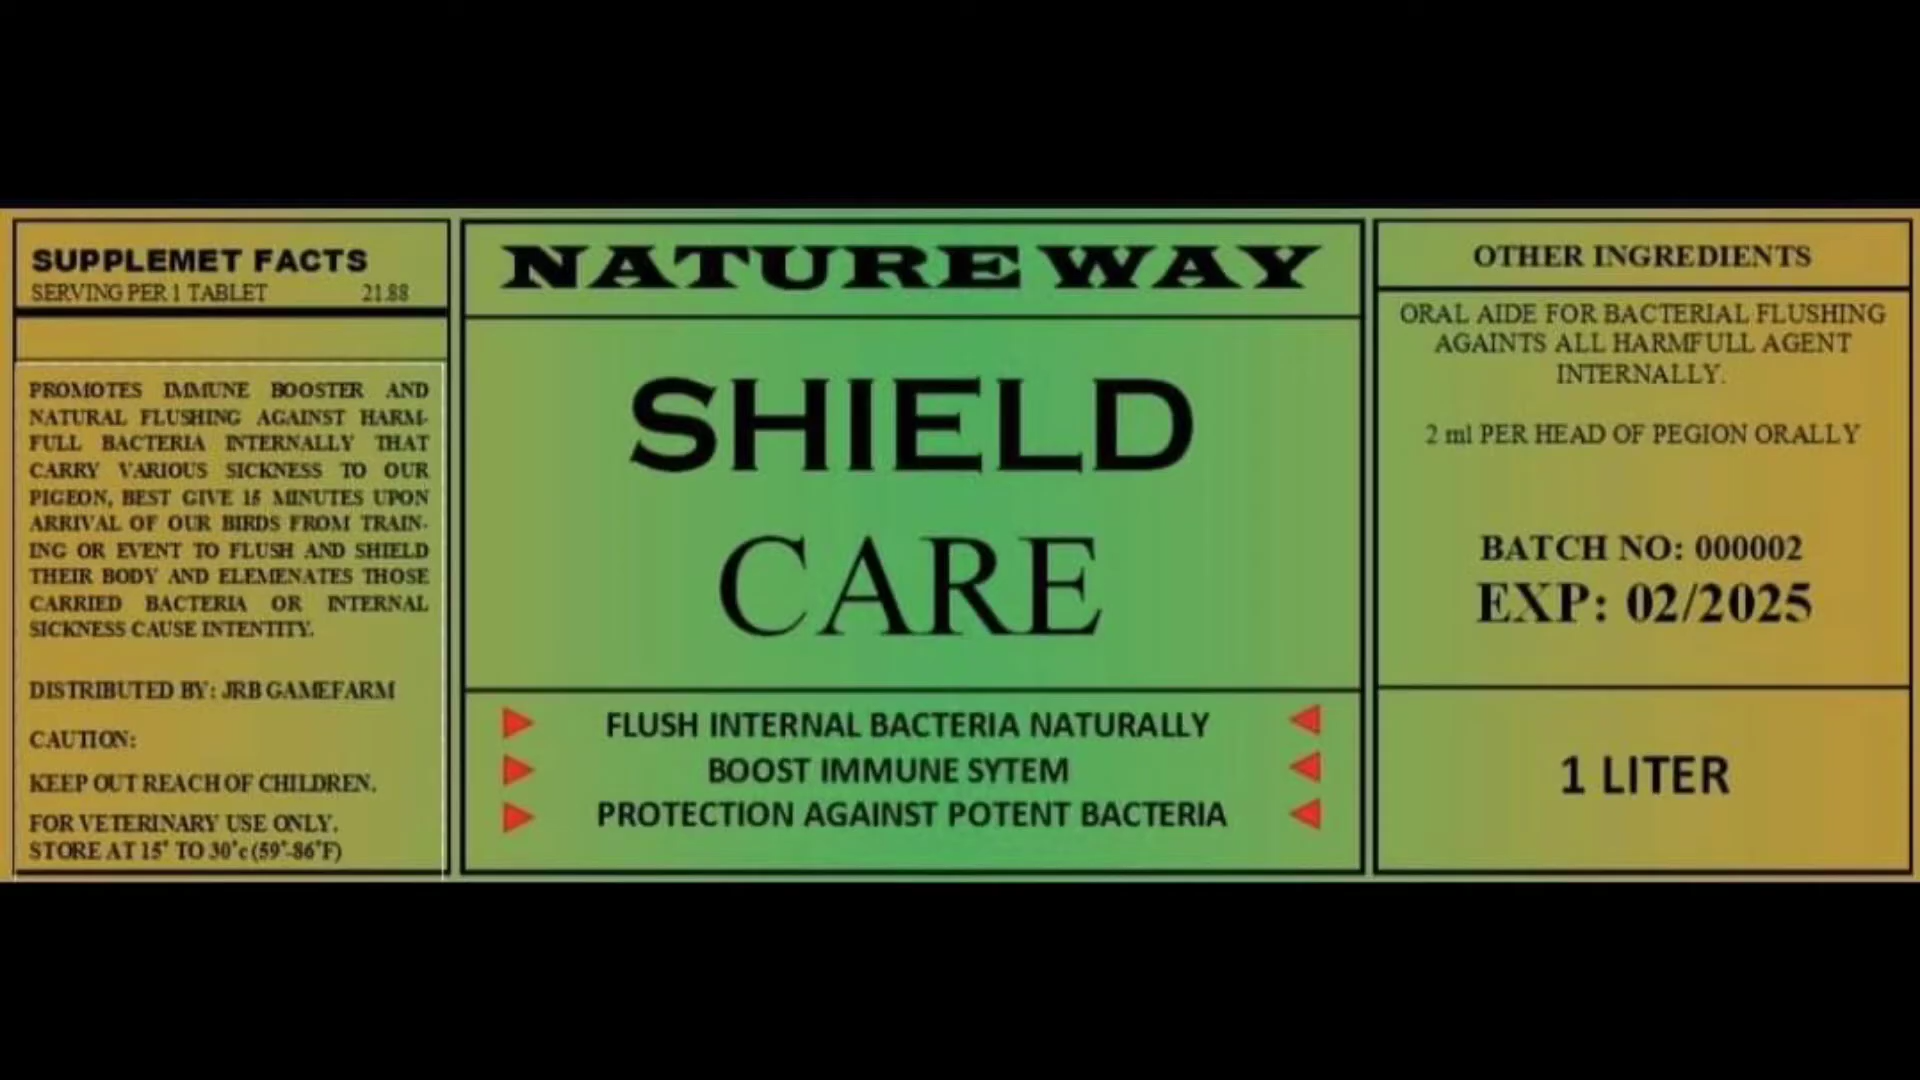 SUPPLEMET FACTS
SERVING PER 1 TABLET 21.88
PROMOTES IMMUNE BOOSTER AND
NATURAL FLUSHING AGAINST HARM-
FULL BACTERIA INTERNALLY THAT
CARRY VARIOUS SICKNESS TO OUR
PIGEON, BEST GIVE 15 MINUTES UPON
ARRIVAL OF OUR BIRDS FROM TRAIN-
ING OR EVENT TO FLUSH AND SHIELD
THEIR BODY AND ELEMENATES THOSE
CARRIED BACTERIA OR INTERNAL
SICKNESS CAUSE INTENTITY.
DISTRIBUTED BY: JRB GAMEFARM
CAUTION:
KEEP OUT REACH OF CHILDREN.
FOR VETERINARY USE ONLY.
STORE AT 15° TO 30°c (59°-86°F)
NATURE WAY
SHIELD
CARE
FLUSH INTERNAL BACTERIA NATURALLY
BOOST IMMUNE SYTEM
PROTECTION AGAINST POTENT BACTERIA
OTHER INGREDIENTS
ORAL AIDE FOR BACTERIAL FLUSHING
AGAINTS ALL HARMFULL AGENT
INTERNALLY.
2 ml PER HEAD OF PEGION ORALLY
BATCH NO: 000002
EXP: 02/2025
1 LITER